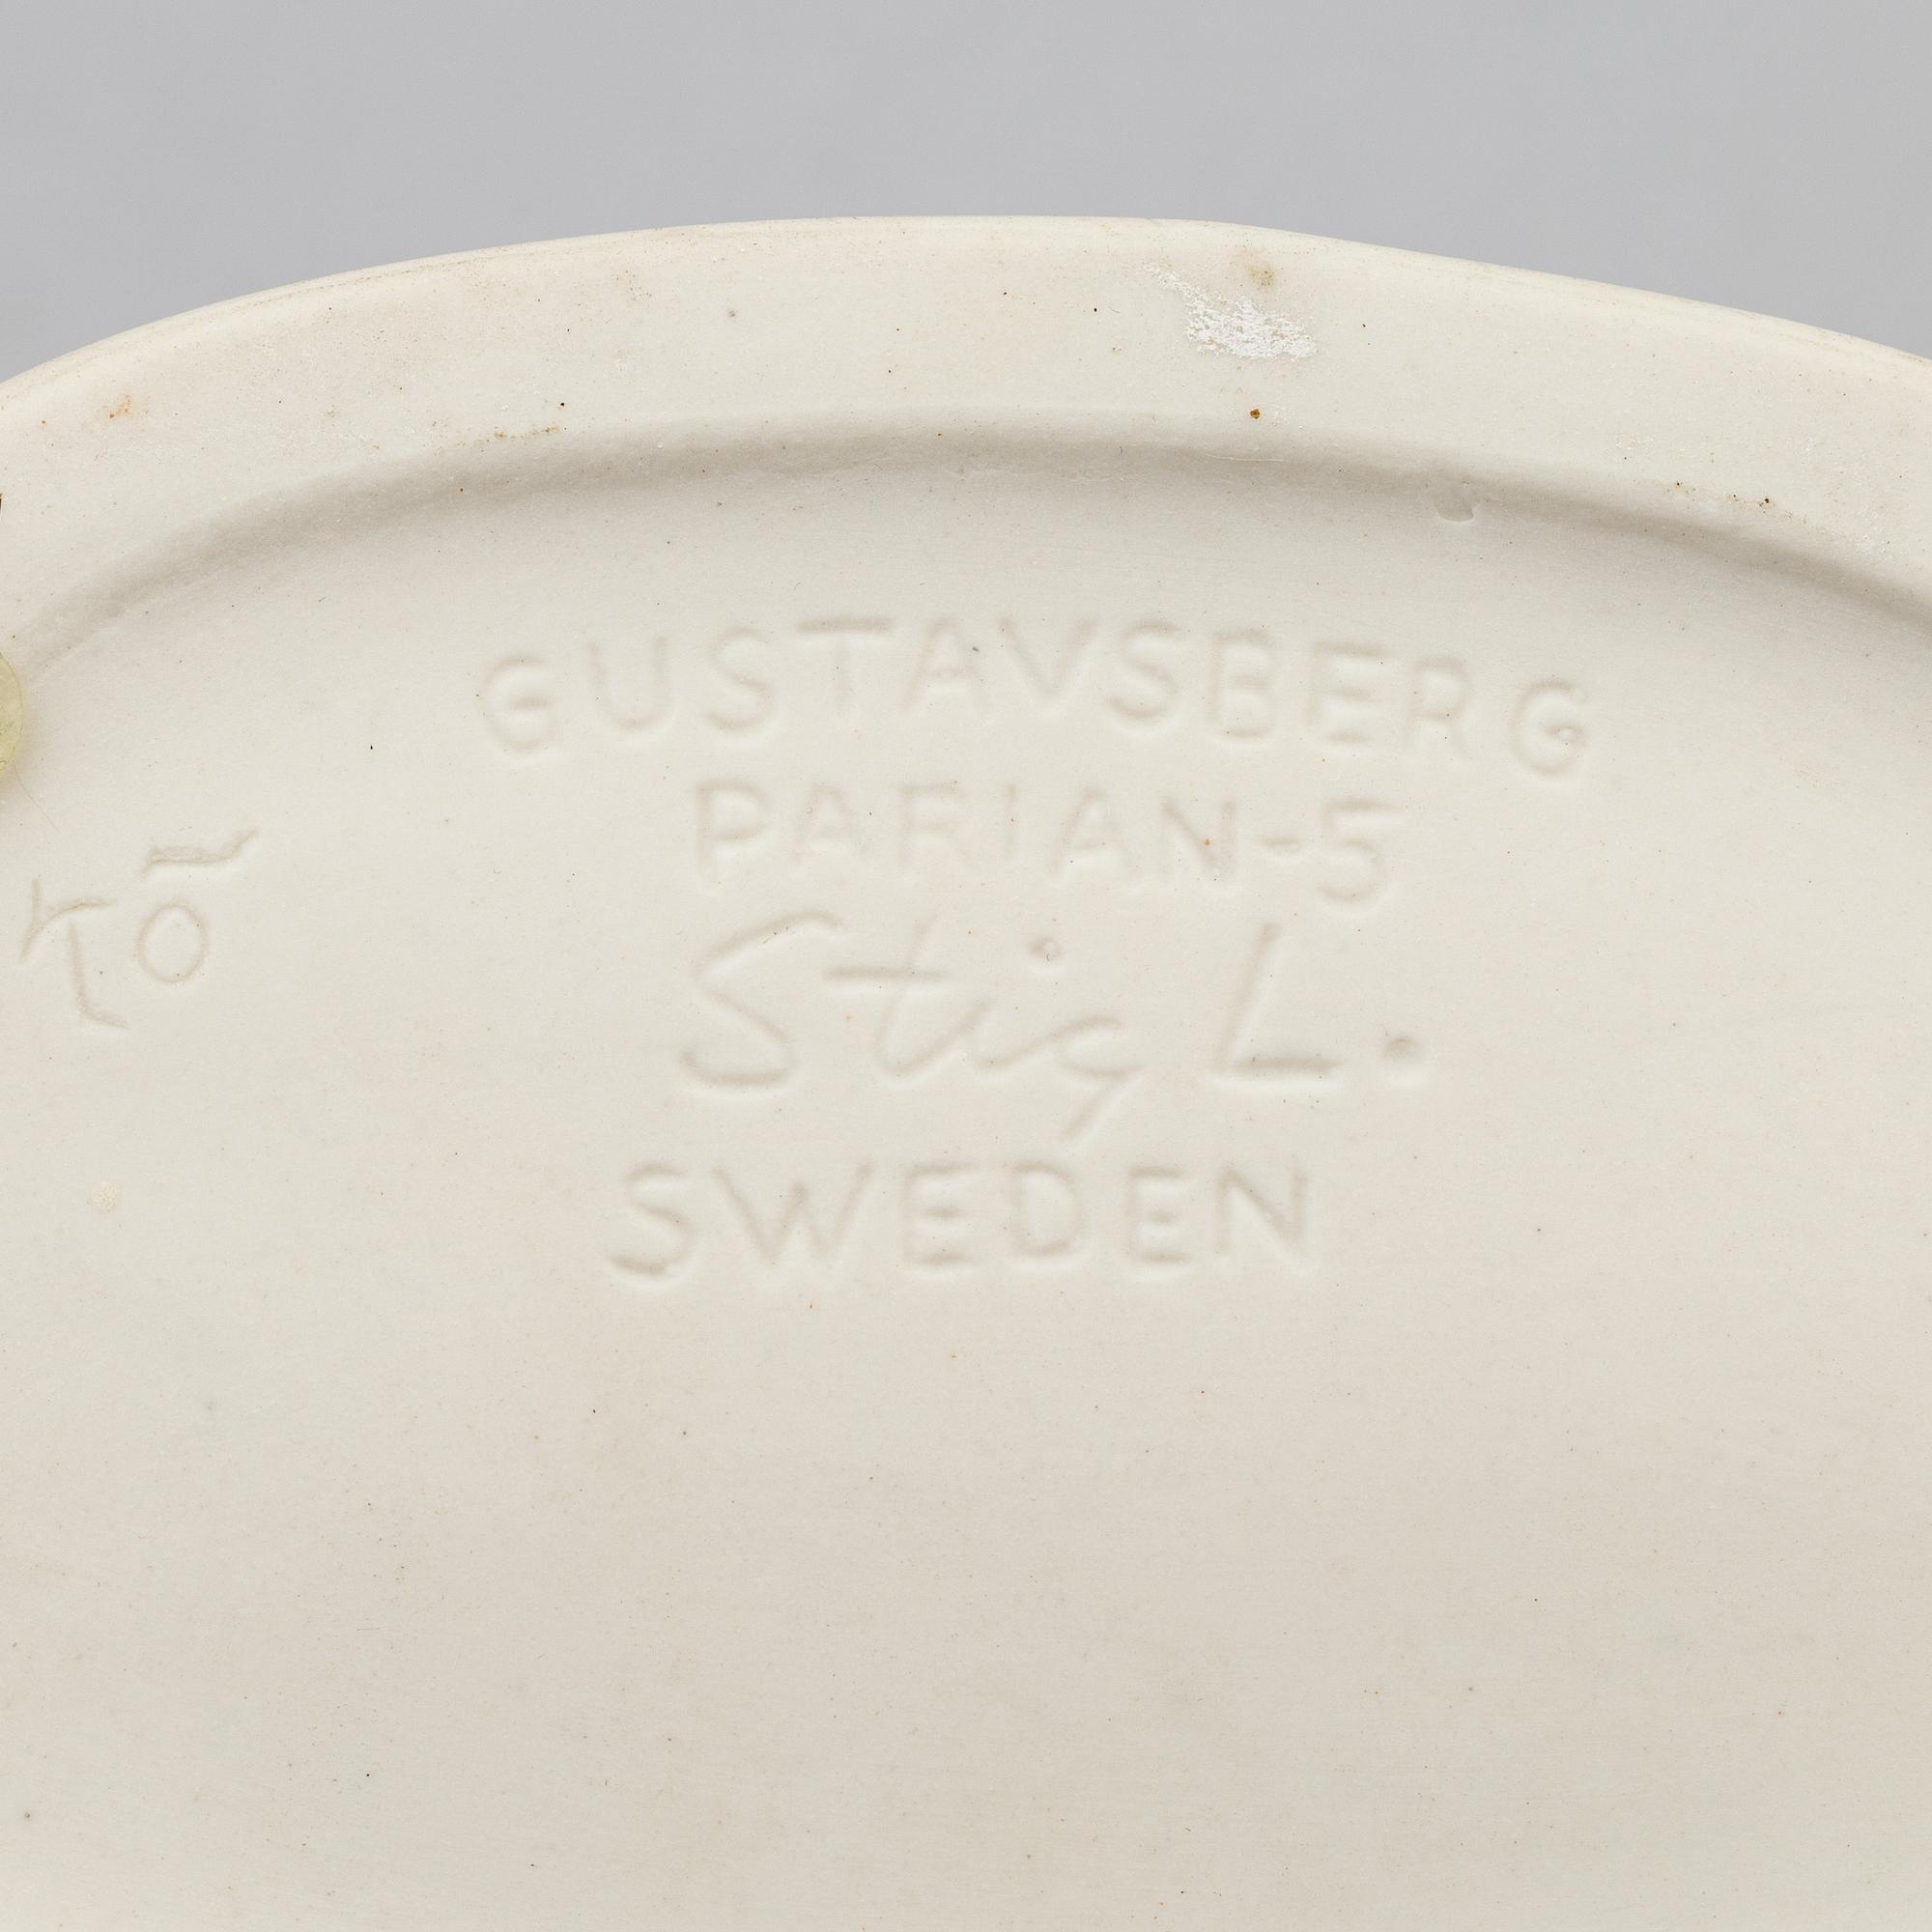 GUSTAVSBERG
PARIAN-5
Stig L.
SWEDEN